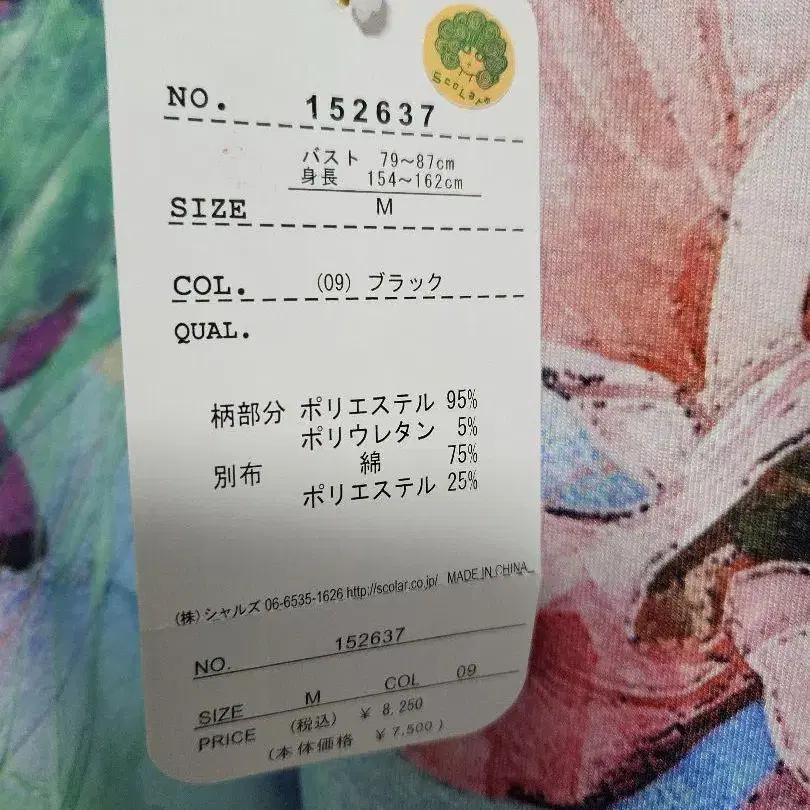 ScoLar
NO. 152637
バスト 79～87cm
身長 154～162cm
SIZE M
COL. (09) ブラック
QUAL.
柄部分 ポリエステル 95%
ポリウレタン 5%
別布 綿 75%
ポリエステル 25%
(株)シャルズ 06-6535-1626 http://scolar.co.jp/ MADE IN CHINA
NO. 152637
SIZE M COL 09
PRICE (税込) ¥ 8,250
(本体価格 ¥7,500)